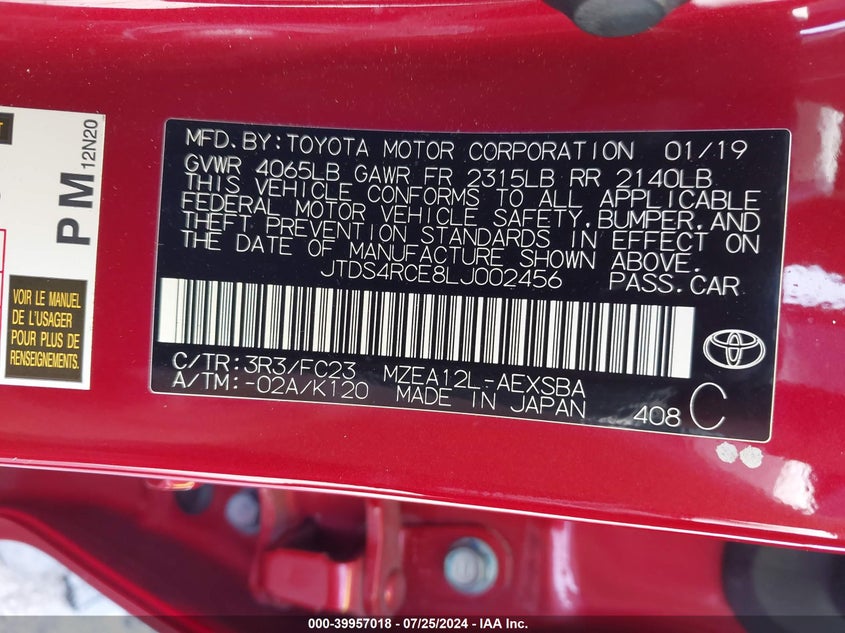 MFD. BY: TOYOTA MOTOR CORPORATION 01/19
GVWR 4065LB GAWR FR 2315LB RR 2140LB
THIS VEHICLE CONFORMS TO ALL APPLICABLE
FEDERAL MOTOR VEHICLE SAFETY, BUMPER, AND
THEFT PREVENTION STANDARDS IN EFFECT ON
THE DATE OF MANUFACTURE SHOWN ABOVE.
JTDS4RCE8LJ002456 PASS. CAR
C/TR: 3R3/FC23 MZEA12L-AEXSBA
A/TM: -02A/K120 MADE IN JAPAN 408 C
PM 12N20
VOIR LE MANUEL
DE L'USAGER
POUR PLUS DE
RENSEIGNEMENTS.
000-39957018 - 07/25/2024 - IAA Inc.